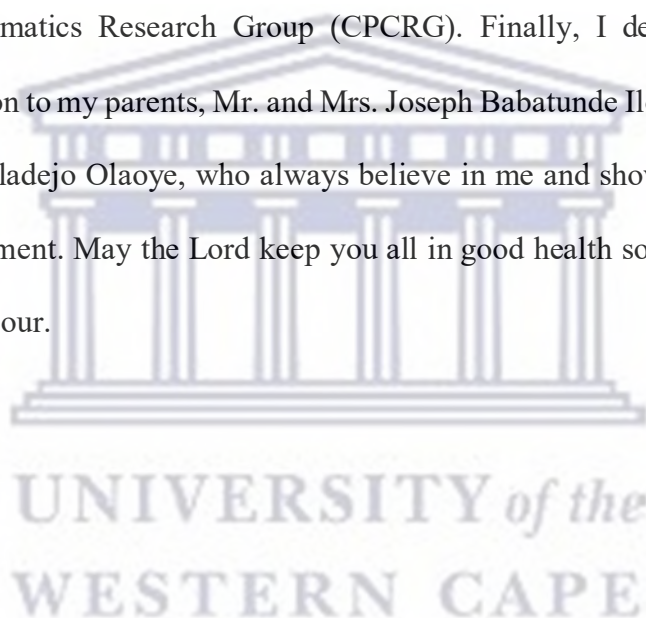 matics Research Group (CPCRG). Finally, I de
on to my parents, Mr. and Mrs. Joseph Babatunde Il
ladejo Olaoye, who always believe in me and sho
ment. May the Lord keep you all in good health so
our.
UNIVERSITY of the
WESTERN CAPE